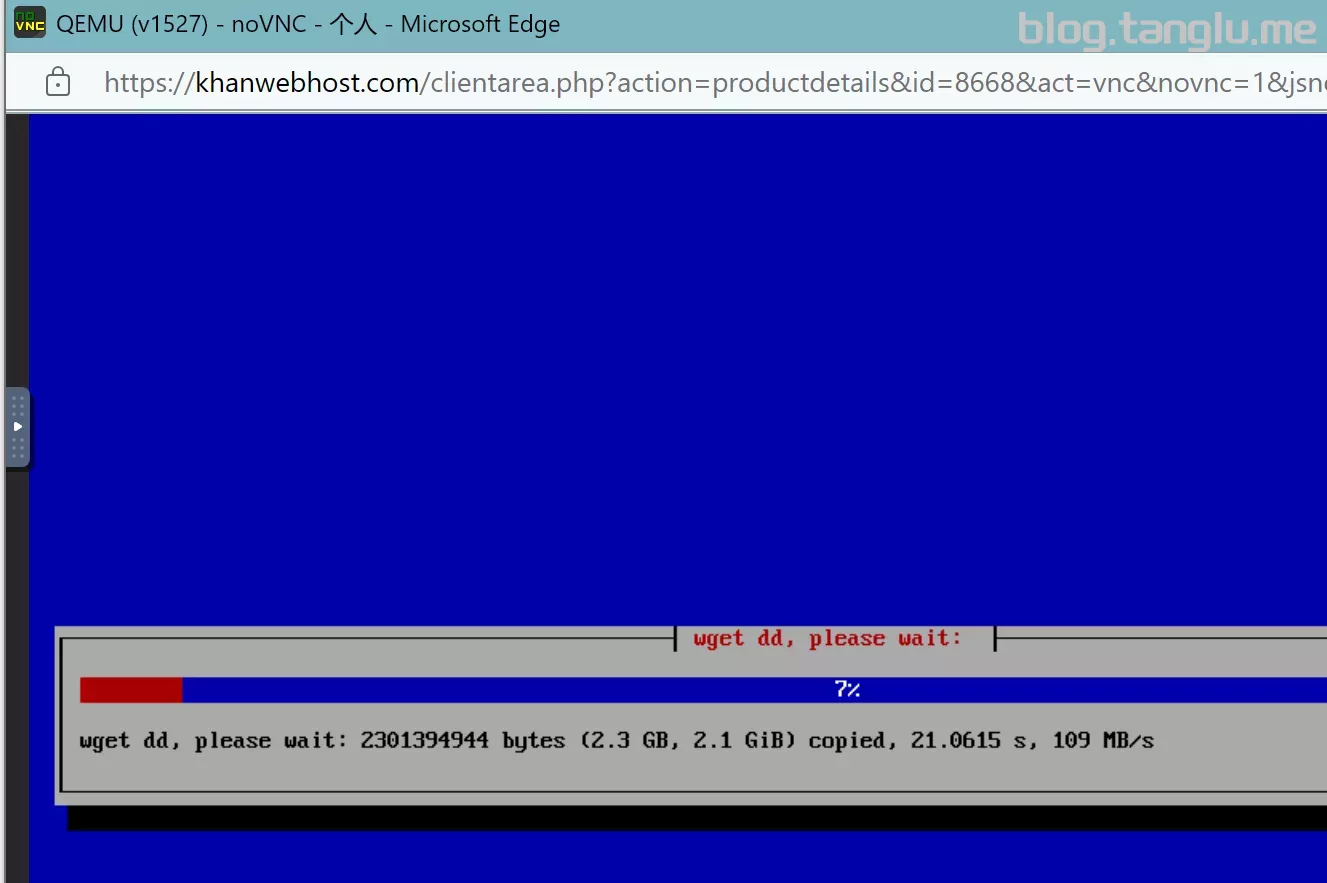 no
VNC
QEMU (v1527) - noVNC - 个人 - Microsoft Edge
blog.tanglu.me
https://khanwebhost.com/clientarea.php?action=productdetails&id=8668&act=vnc&novnc=1&jsn
wget dd, please wait:
7%
wget dd, please wait: 2301394944 bytes (2.3 GB, 2.1 GiB) copied, 21.0615 s, 109 MB/s